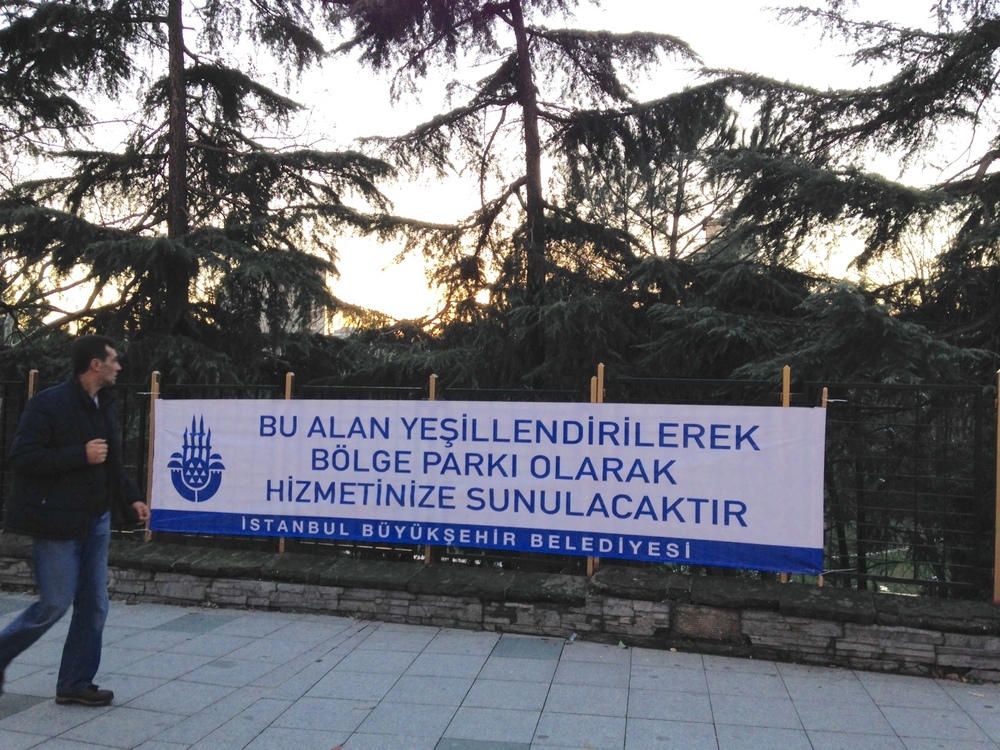 BU ALAN YEŞİLLENDİRİLEREK
BÖLGE PARKI OLARAK
HİZMETİNİZE SUNULACAKTIR
İSTANBUL BÜYÜKŞEHİR BELEDİYESİ